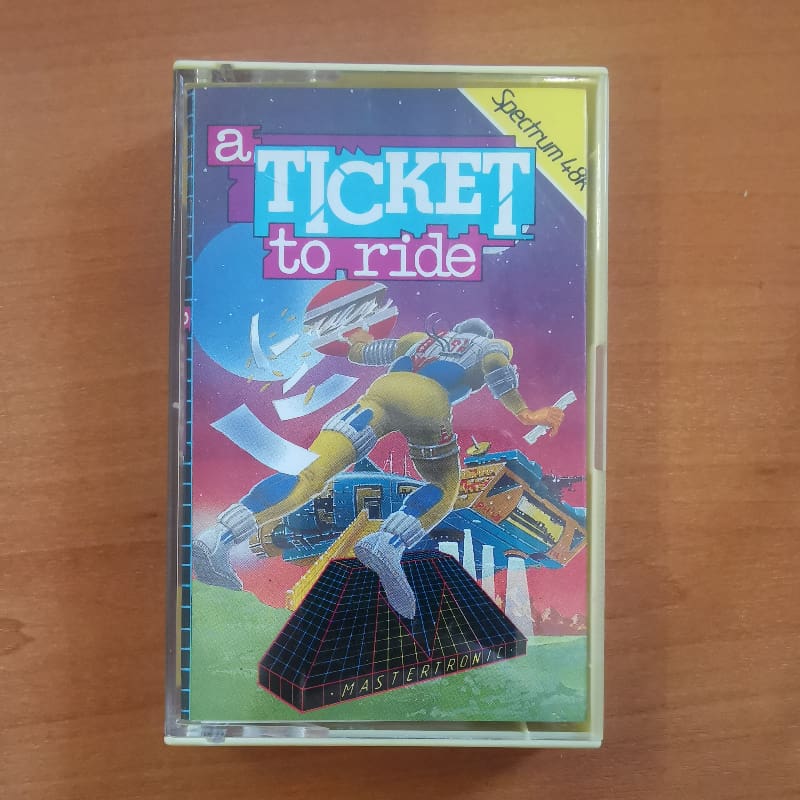 a
TICKET
to ride
Spectrum 48K
· MASTERTRONIC ·